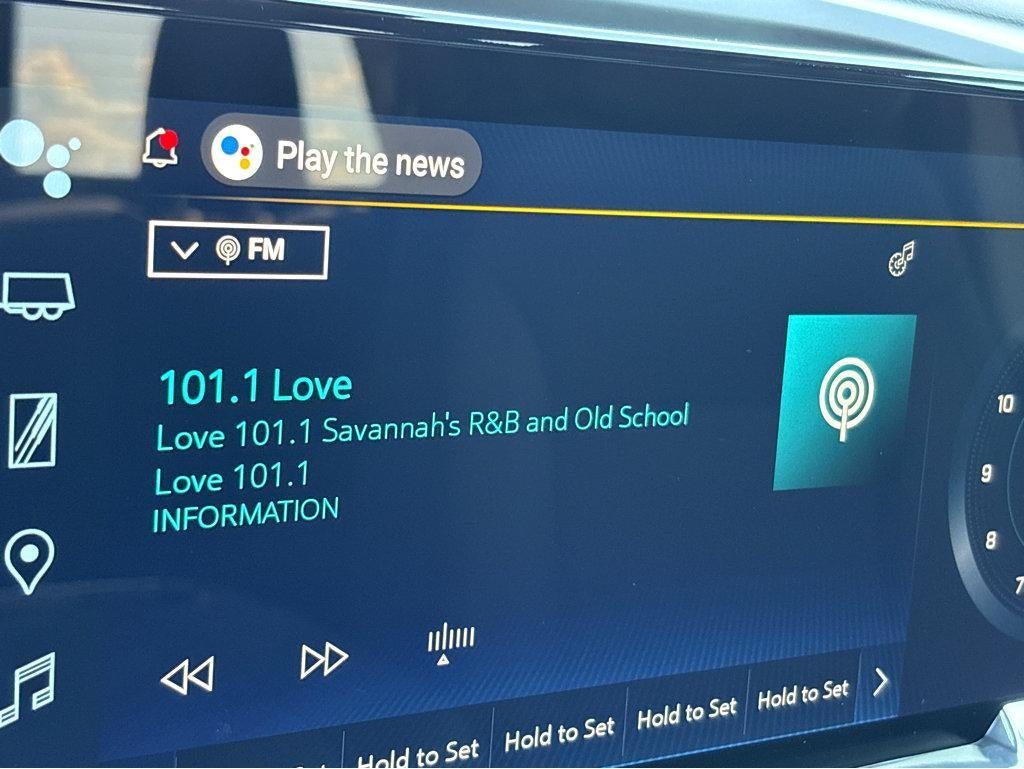 Play the news
FM
101.1 Love
Love 101.1 Savannah's R&B and Old School
Love 101.1
INFORMATION
10
9
8
7
Hold to Set
Hold to Set
Hold to Set
Hold to Set